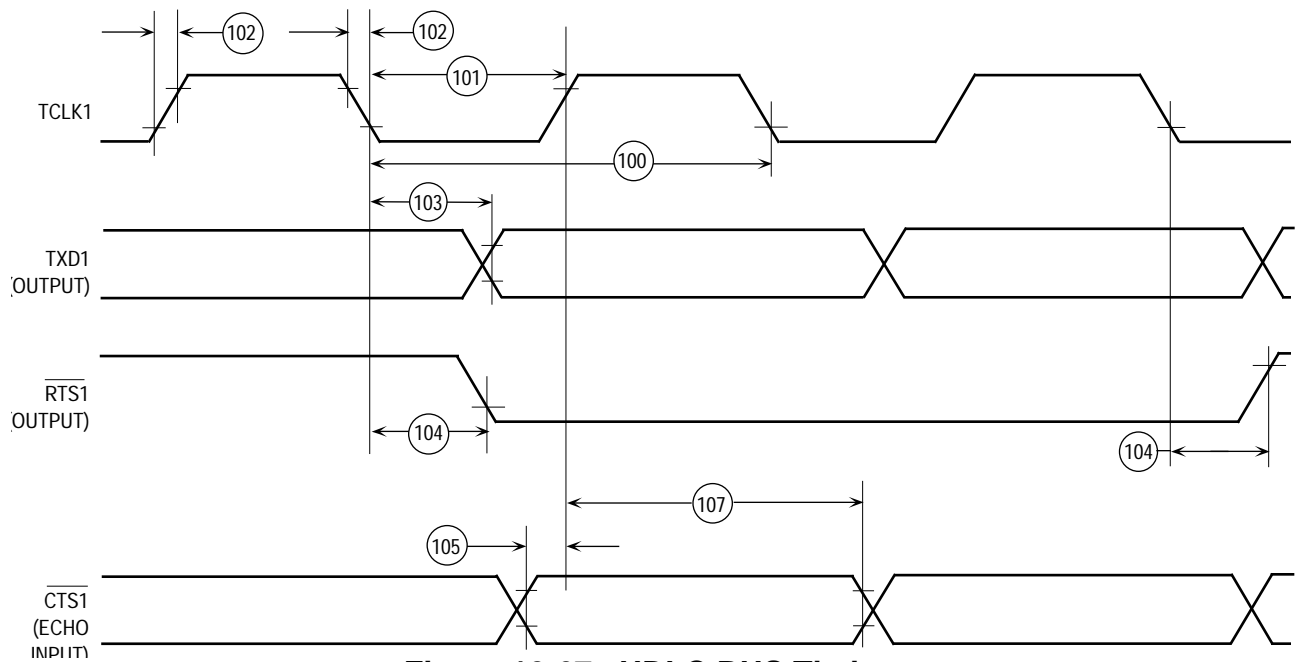 102
102
101
TCLK1
100
103
TXD1
(OUTPUT)
RTS1
(OUTPUT)
104
104
107
105
CTS1
(ECHO
INPUT)